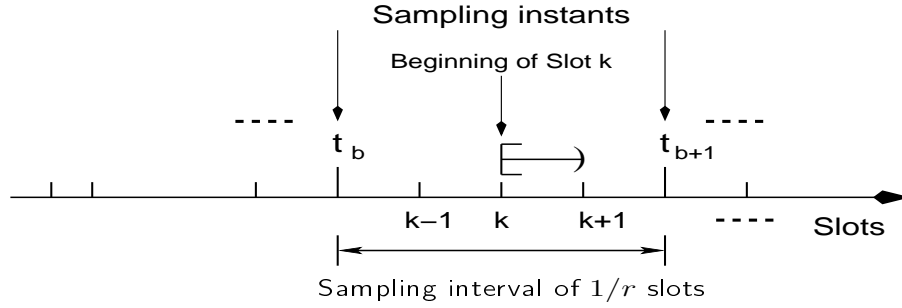 Sampling instants
Beginning of Slot k
t b
t b+1
k−1 k k+1
Slots
Sampling interval of 1/r slots